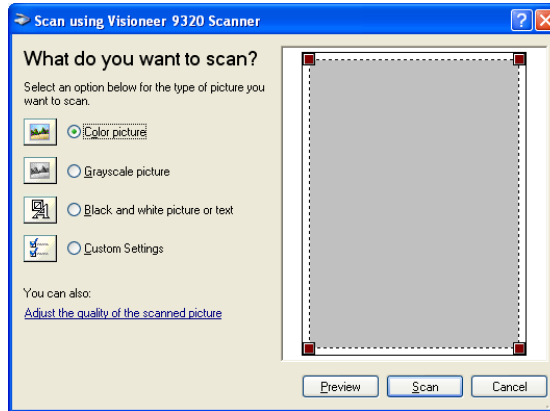 Scan using Visioneer 9320 Scanner
What do you want to scan?
Select an option below for the type of picture you
want to scan.
Color picture
Grayscale picture
Black and white picture or text
Custom Settings
You can also:
Adjust the quality of the scanned picture
Preview
Scan
Cancel